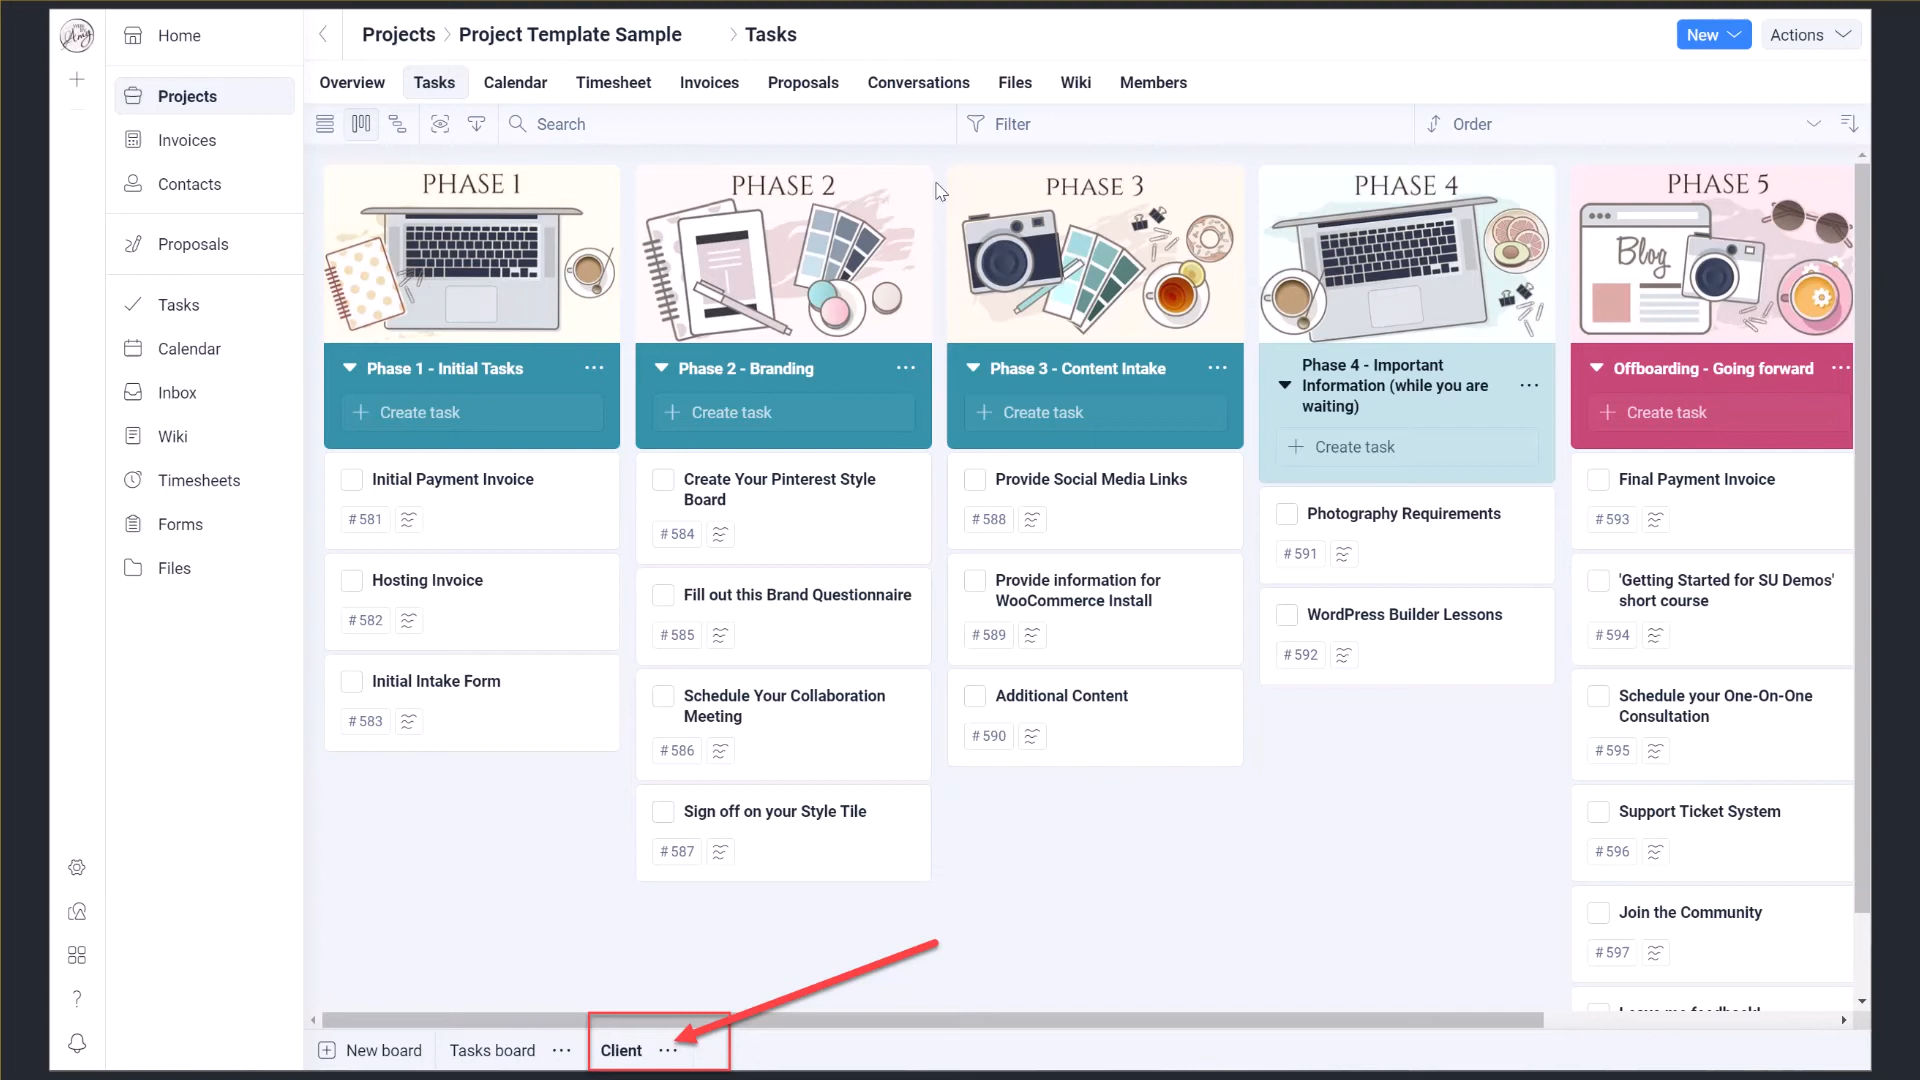 Amy
Home
Projects
Invoices
Contacts
Proposals
Tasks
Calendar
Inbox
Wiki
Timesheets
Forms
Files
?
Projects
Project Template Sample
Tasks
New
Actions
Overview
Tasks
Calendar
Timesheet
Invoices
Proposals
Conversations
Files
Wiki
Members
Search
Filter
Order
PHASE 1
Phase 1 - Initial Tasks
Create task
Initial Payment Invoice
# 581
Hosting Invoice
# 582
Initial Intake Form
# 583
PHASE 2
Phase 2 - Branding
Create task
Create Your Pinterest Style
Board
# 584
Fill out this Brand Questionnaire
# 585
Schedule Your Collaboration
Meeting
# 586
Sign off on your Style Tile
# 587
PHASE 3
Phase 3 - Content Intake
Create task
Provide Social Media Links
# 588
Provide information for
WooCommerce Install
# 589
Additional Content
# 590
PHASE 4
Phase 4 - Important
Information (while you are
waiting)
Create task
Photography Requirements
# 591
WordPress Builder Lessons
# 592
PHASE 5
Blog
Offboarding - Going forward
Create task
Final Payment Invoice
# 593
'Getting Started for SU Demos'
short course
# 594
Schedule your One-On-One
Consultation
# 595
Support Ticket System
# 596
Join the Community
# 597
New board
Tasks board
Client